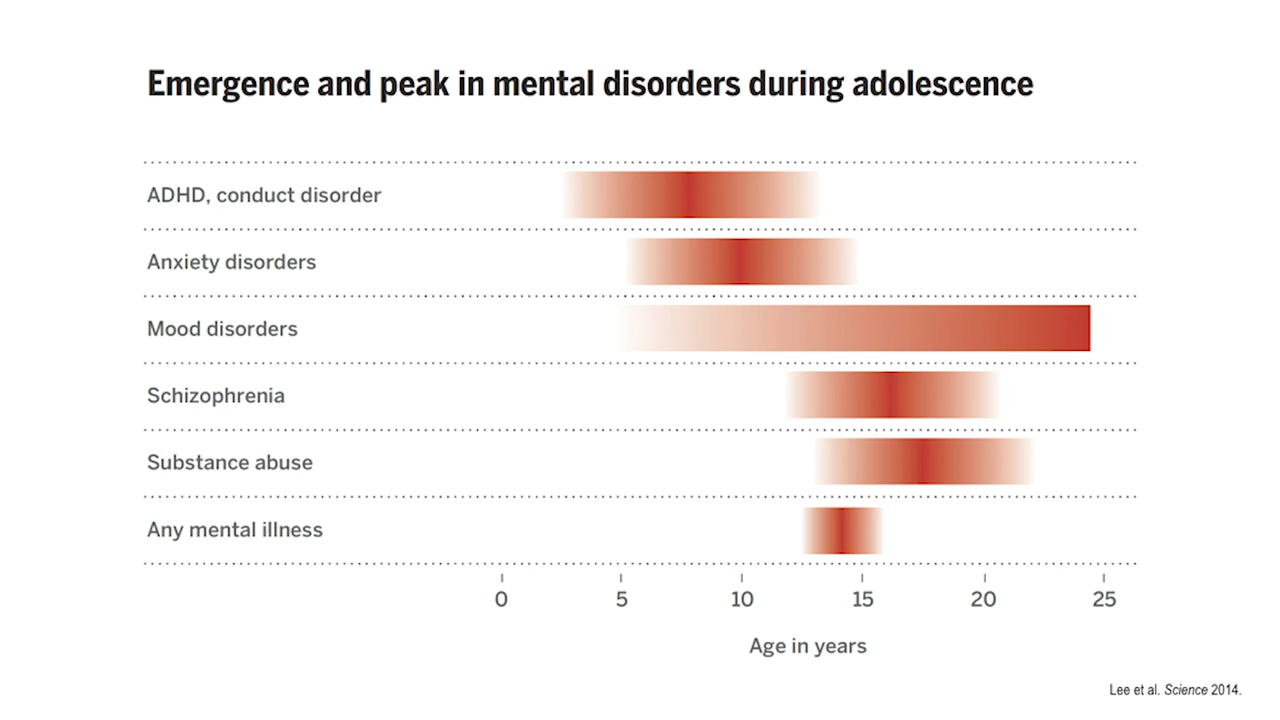 Emergence and peak in mental disorders during adolescence
ADHD, conduct disorder
Anxiety disorders
Mood disorders
Schizophrenia
Substance abuse
Any mental illness
0 5 10 15 20 25
Age in years
Lee et al. Science 2014.